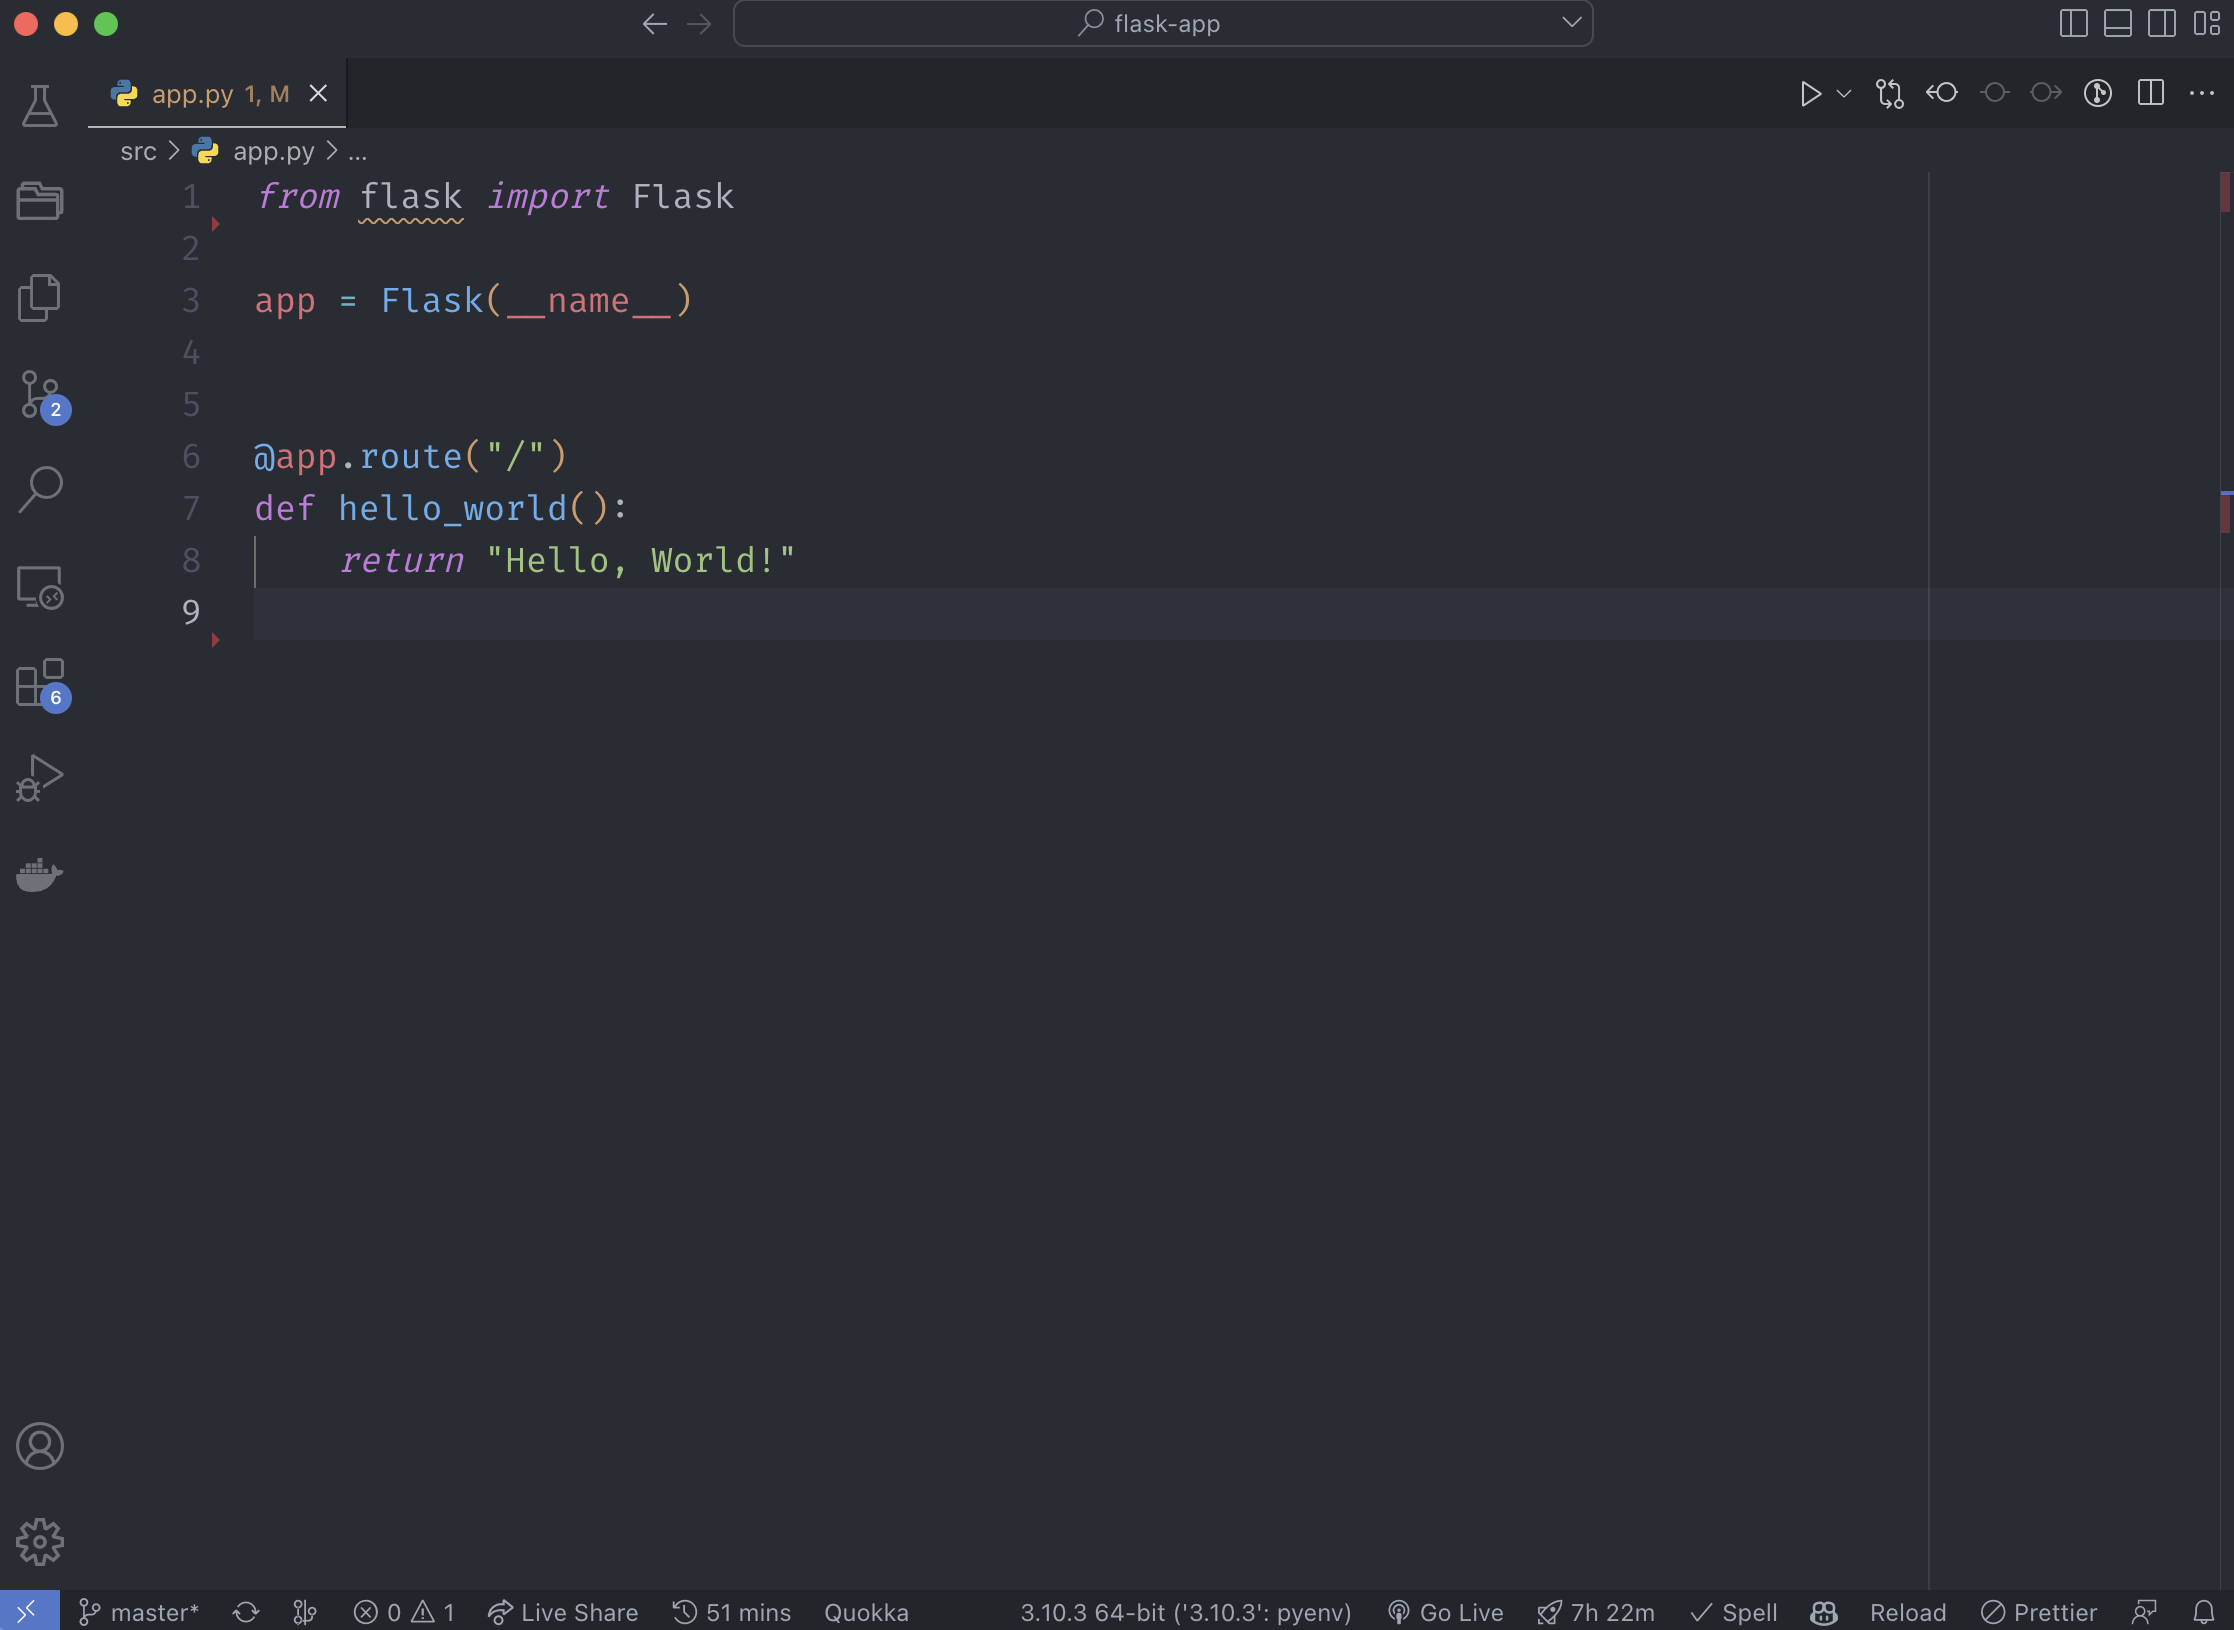 flask-app
app.py 1, M
src > app.py > ...
1 from flask import Flask
2
3 app = Flask(__name__)
4
5
6 @app.route("/")
7 def hello_world():
8     return "Hello, World!"
9
2
6
master* 0 1 Live Share 51 mins Quokka 3.10.3 64-bit ('3.10.3': pyenv) Go Live 7h 22m Spell Reload Prettier